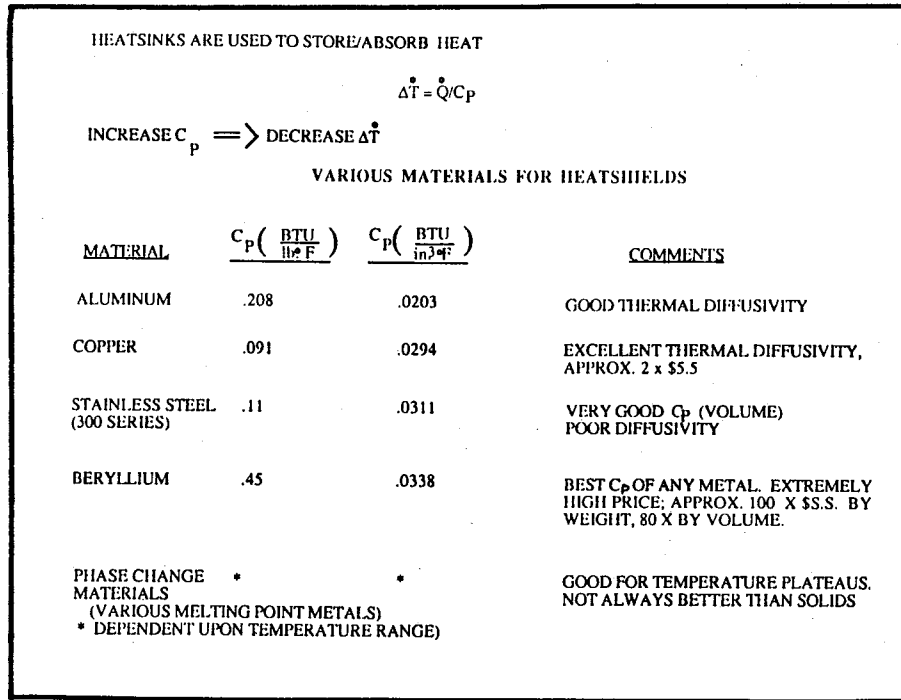 HEATSINKS ARE USED TO STORE/ABSORB HEAT
ΔṪ = Q̇/CP
INCREASE CP ⟹ DECREASE ΔṪ
VARIOUS MATERIALS FOR HEATSHIELDS
MATERIAL CP( BTU / lb° F ) CP( BTU / in3 °F ) COMMENTS
ALUMINUM .208 .0203 GOOD THERMAL DIFFUSIVITY
COPPER .091 .0294 EXCELLENT THERMAL DIFFUSIVITY,
APPROX. 2 x $5.5
STAINLESS STEEL .11 .0311 VERY GOOD Cp (VOLUME)
(300 SERIES) POOR DIFFUSIVITY
BERYLLIUM .45 .0338 BEST Cp OF ANY METAL. EXTREMELY
HIGH PRICE; APPROX. 100 X $S.S. BY
WEIGHT, 80 X BY VOLUME.
PHASE CHANGE * * GOOD FOR TEMPERATURE PLATEAUS.
MATERIALS NOT ALWAYS BETTER THAN SOLIDS
(VARIOUS MELTING POINT METALS)
* DEPENDENT UPON TEMPERATURE RANGE)